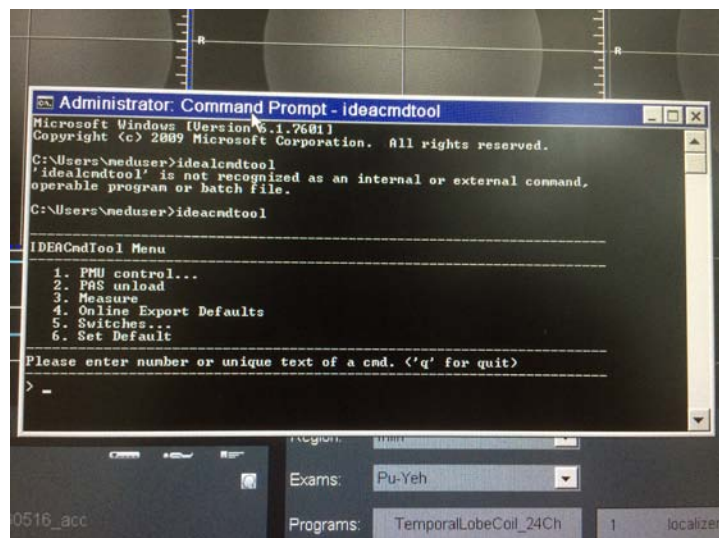 R
R
Administrator: Command Prompt - ideacmdtool
Microsoft Windows [Version 6.1.7601]
Copyright (c) 2009 Microsoft Corporation. All rights reserved.
C:\Users\meduser>idealcmdtool
'idealcmdtool' is not recognized as an internal or external command,
operable program or batch file.
C:\Users\meduser>ideacmdtool
IDEACmdTool Menu
1. PMU control...
2. PAS unload
3. Measure
4. Online Export Defaults
5. Switches...
6. Set Default
Please enter number or unique text of a cmd. ('q' for quit)
> _
Region:
Exams: Pu-Yeh
0516_acc
Programs: TemporalLobeCoil_24Ch 1 localizer